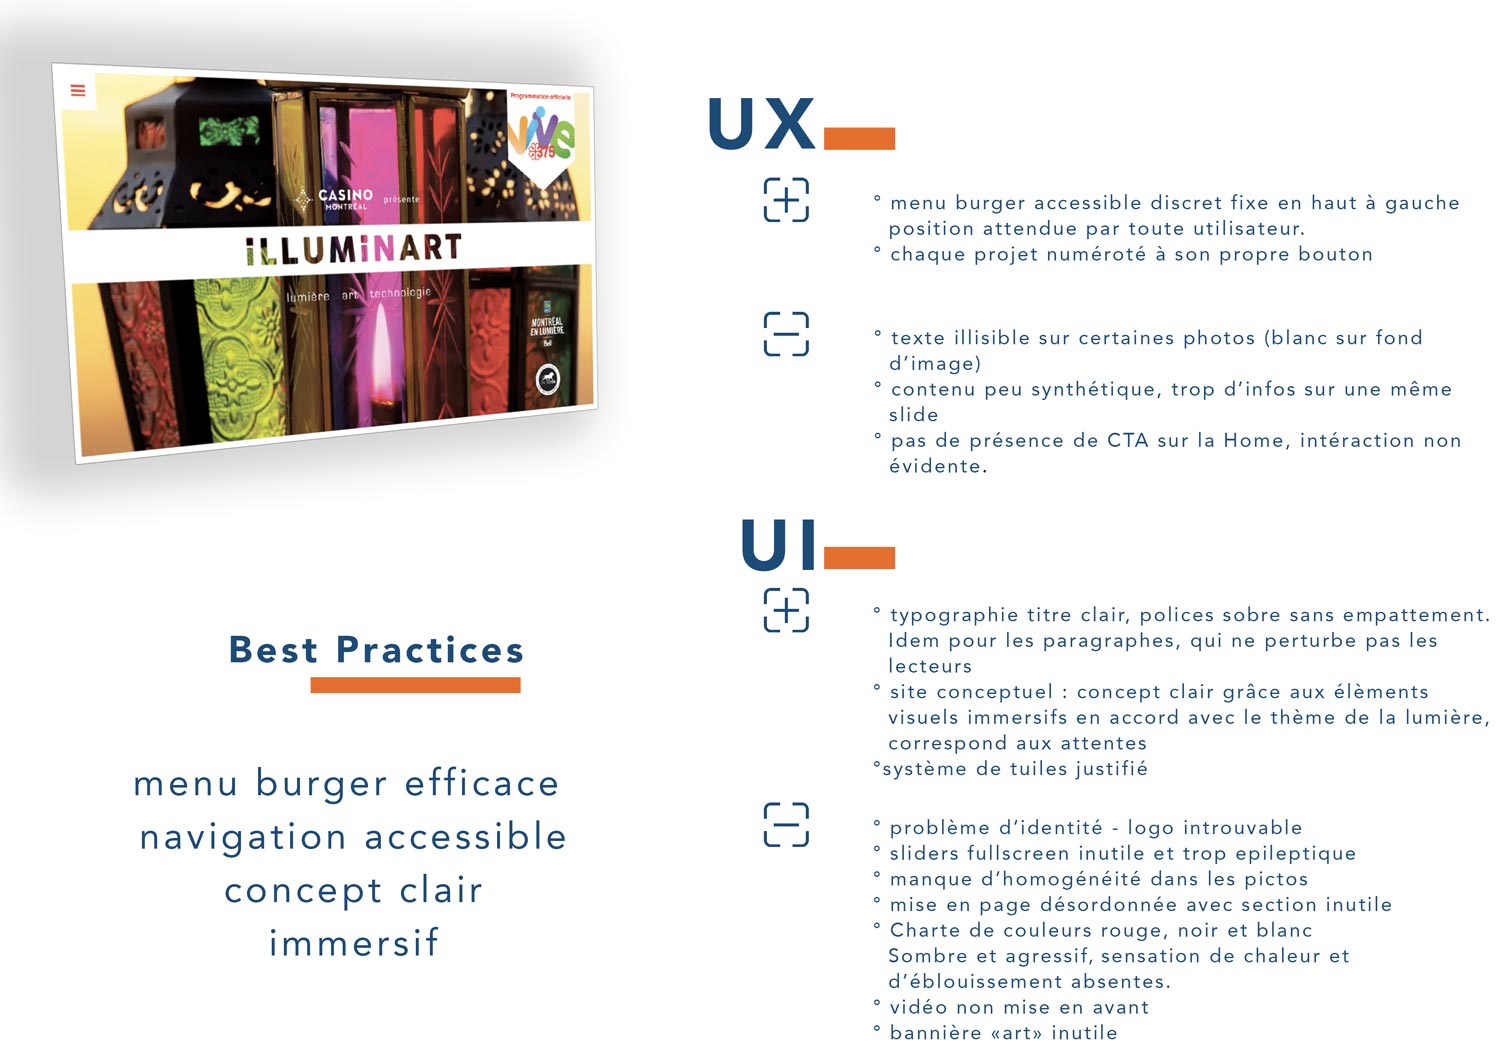 Programmation officielle
vive
375
CASINO
MONTRÉAL
présente
iLLUMiNART
lumière art technologie
MONTRÉAL
EN LUMIÈRE
Bell
Best Practices
menu burger efficace
navigation accessible
concept clair
immersif
UX
° menu burger accessible discret fixe en haut à gauche
position attendue par toute utilisateur.
° chaque projet numéroté à son propre bouton
° texte illisible sur certaines photos (blanc sur fond
d’image)
° contenu peu synthétique, trop d’infos sur une même
slide
° pas de présence de CTA sur la Home, intéraction non
évidente.
UI
° typographie titre clair, polices sobre sans empattement.
Idem pour les paragraphes, qui ne perturbe pas les
lecteurs
° site conceptuel : concept clair grâce aux élèments
visuels immersifs en accord avec le thème de la lumière,
correspond aux attentes
°système de tuiles justifié
° problème d’identité - logo introuvable
° sliders fullscreen inutile et trop epileptique
° manque d’homogénéité dans les pictos
° mise en page désordonnée avec section inutile
° Charte de couleurs rouge, noir et blanc
Sombre et agressif, sensation de chaleur et
d’éblouissement absentes.
° vidéo non mise en avant
° bannière «art» inutile